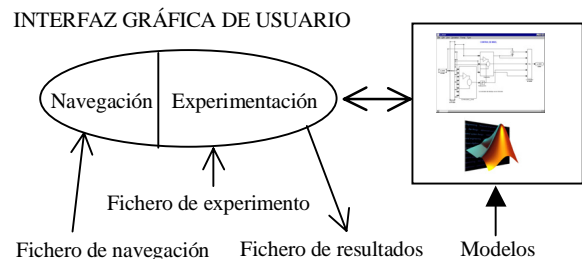 INTERFAZ GRÁFICA DE USUARIO
Navegación
Experimentación
Fichero de experimento
Fichero de navegación
Fichero de resultados
Modelos